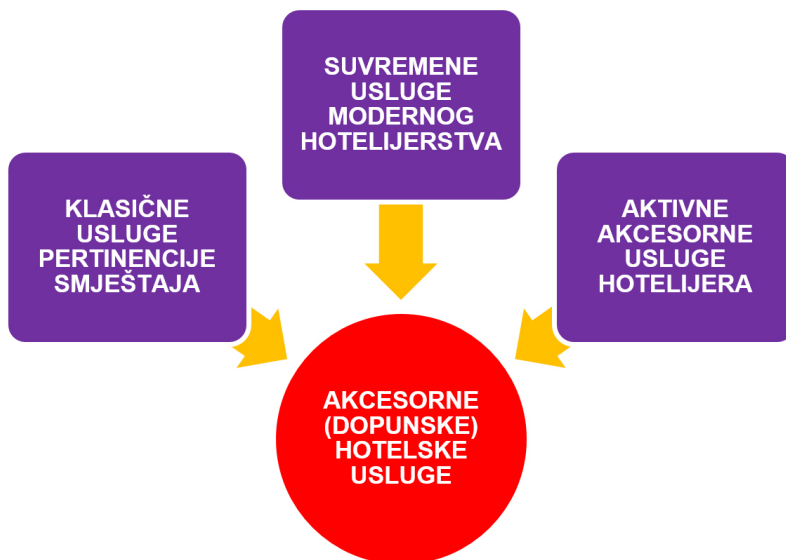 SUVREMENE
USLUGE
MODERNOG
HOTELIJERSTVA
KLASIČNE
USLUGE
PERTINENCIJE
SMJEŠTAJA
AKTIVNE
AKCESORNE
USLUGE
HOTELIJERA
AKCESORNE
(DOPUNSKE)
HOTELSKE
USLUGE